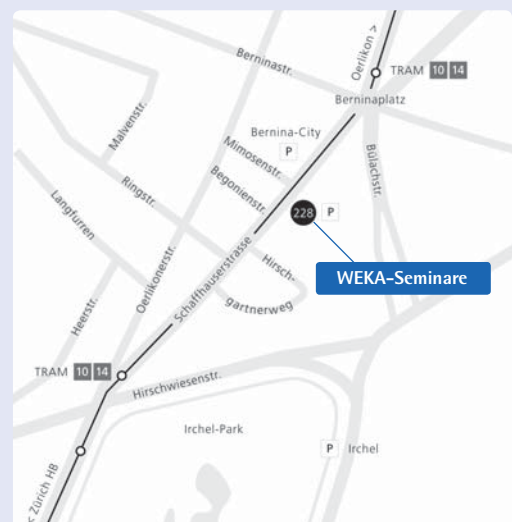 Oerlikon >
TRAM 10 14
Berninastr.
Berninaplatz
Malvenstr.
Bernina-City
P
Mimosenstr.
Bülachstr.
Begonienstr.
Ringstr.
Langfurren
228 P
WEKA-Seminare
Oerlikonerstr.
Schaffhauserstrasse
Hirsch-
gartnerweg
Heerstr.
TRAM 10 14
Hirschwiesenstr.
Irchel-Park
P Irchel
< Zürich HB